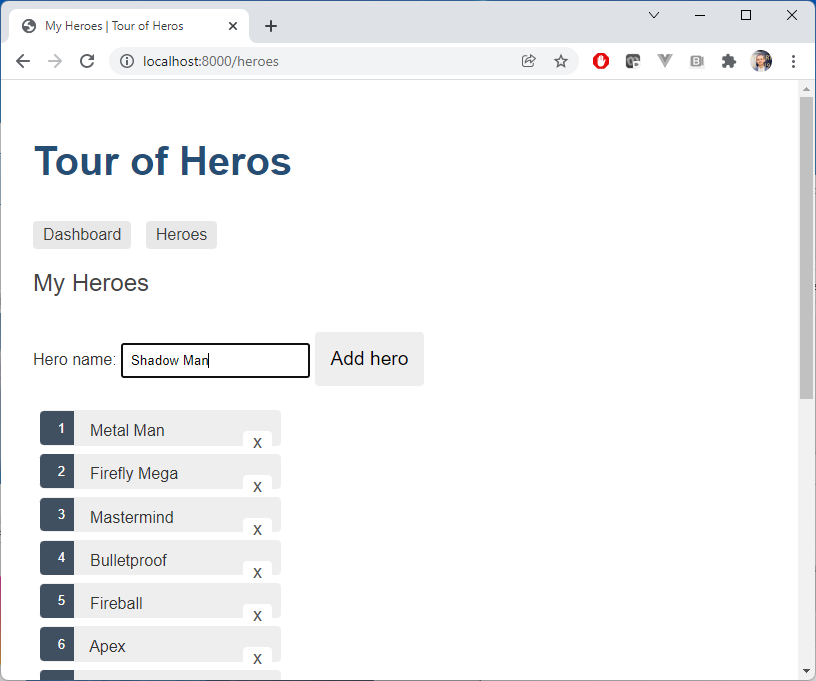 My Heroes | Tour of Heros
localhost:8000/heroes
Tour of Heros
Dashboard Heroes
My Heroes
Hero name: Shadow Man Add hero
1 Metal Man x
2 Firefly Mega x
3 Mastermind x
4 Bulletproof x
5 Fireball x
6 Apex x